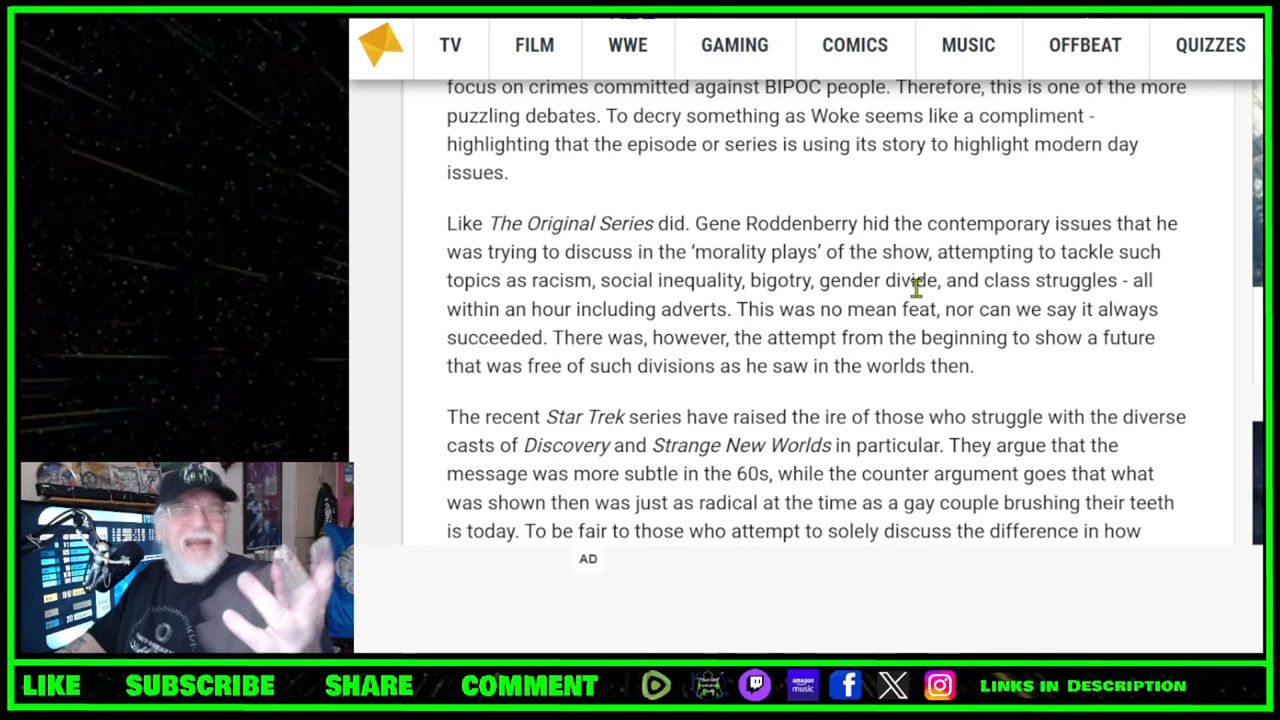 TV FILM WWE GAMING COMICS MUSIC OFFBEAT QUIZZES
focus on crimes committed against BIPOC people. Therefore, this is one of the more
puzzling debates. To decry something as Woke seems like a compliment -
highlighting that the episode or series is using its story to highlight modern day
issues.
Like The Original Series did. Gene Roddenberry hid the contemporary issues that he
was trying to discuss in the ‘morality plays’ of the show, attempting to tackle such
topics as racism, social inequality, bigotry, gender divide, and class struggles - all
within an hour including adverts. This was no mean feat, nor can we say it always
succeeded. There was, however, the attempt from the beginning to show a future
that was free of such divisions as he saw in the worlds then.
The recent Star Trek series have raised the ire of those who struggle with the diverse
casts of Discovery and Strange New Worlds in particular. They argue that the
message was more subtle in the 60s, while the counter argument goes that what
was shown then was just as radical at the time as a gay couple brushing their teeth
is today. To be fair to those who attempt to solely discuss the difference in how
AD
LIKE SUBSCRIBE SHARE COMMENT amazon music LINKS IN DESCRIPTION